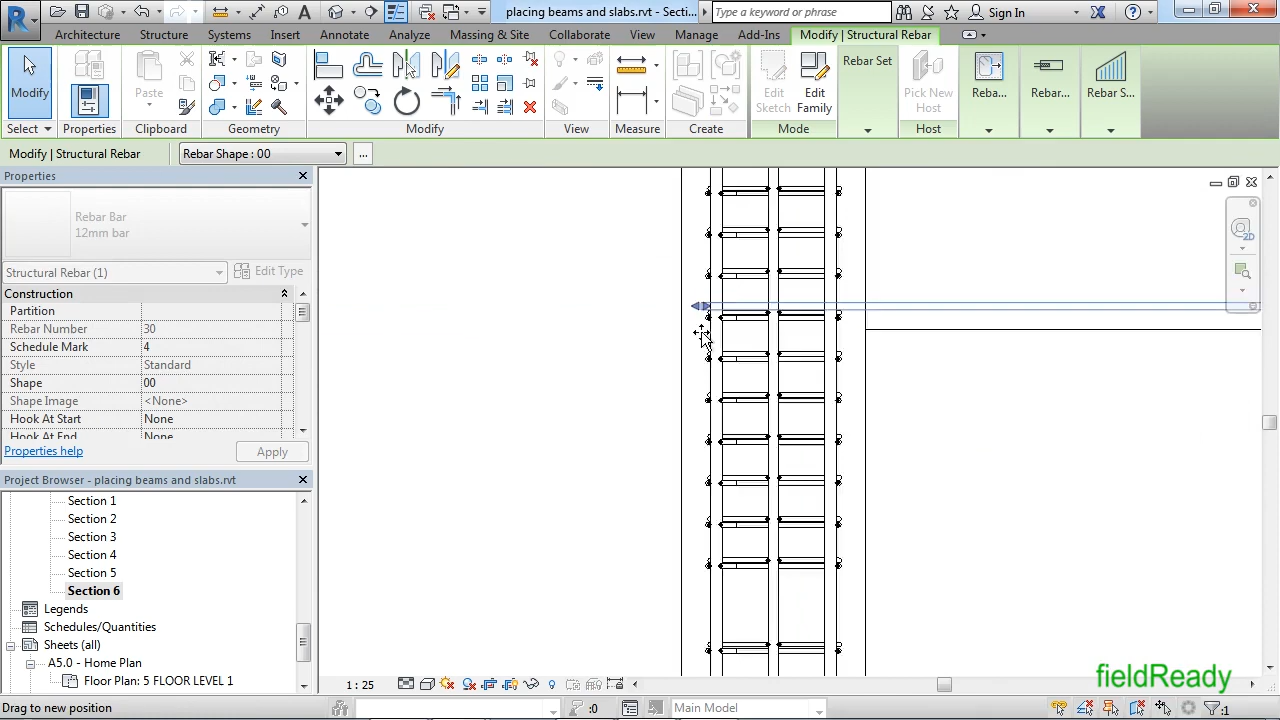 placing beams and slabs.rvt - Secti...
Type a keyword or phrase
Sign In
Architecture
Structure
Systems
Insert
Annotate
Analyze
Massing & Site
Collaborate
View
Manage
Add-Ins
Modify | Structural Rebar
Modify
Paste
Edit Sketch
Edit Family
Rebar Set
Pick New Host
Reba...
Rebar...
Rebar S...
Select
Properties
Clipboard
Geometry
Modify
View
Measure
Create
Mode
Host
Modify | Structural Rebar
Rebar Shape : 00
...
Properties
Rebar Bar
12mm bar
Structural Rebar (1)
Edit Type
Construction
Partition
Rebar Number 30
Schedule Mark 4
Style Standard
Shape 00
Shape Image <None>
Hook At Start None
Hook At End None
Properties help
Apply
Project Browser - placing beams and slabs.rvt
Section 1
Section 2
Section 3
Section 4
Section 5
Section 6
Legends
Schedules/Quantities
Sheets (all)
A5.0 - Home Plan
Floor Plan: 5 FLOOR LEVEL 1
2D
1 : 25
fieldReady
Drag to new position
:0
Main Model
:1